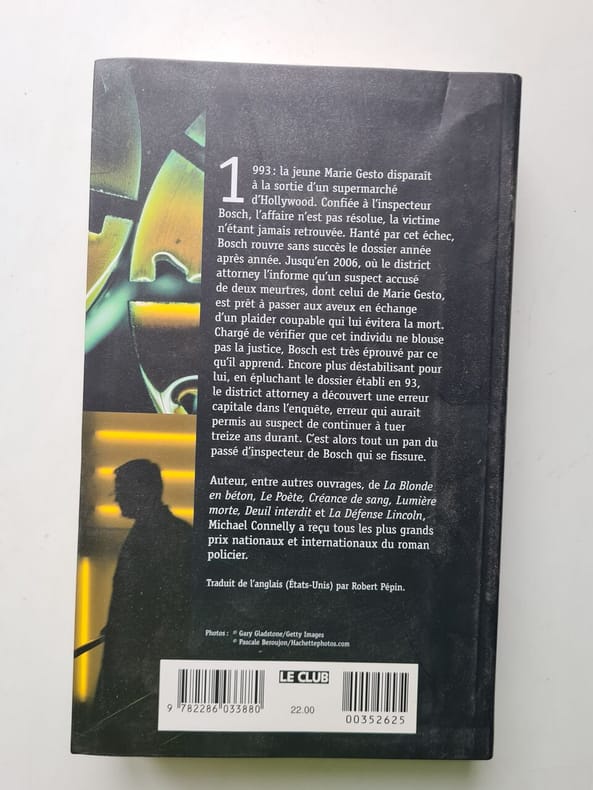 1993 : la jeune Marie Gesto disparaît
à la sortie d'un supermarché
d'Hollywood. Confiée à l'inspecteur
Bosch, l'affaire n'est pas résolue, la victime
n'étant jamais retrouvée. Hanté par cet échec,
Bosch rouvre sans succès le dossier année
après année. Jusqu'en 2006, où le district
attorney l'informe qu'un suspect accusé
de deux meurtres, dont celui de Marie Gesto,
est prêt à passer aux aveux en échange
d'un plaider coupable qui lui évitera la mort.
Chargé de vérifier que cet individu ne blouse
pas la justice, Bosch est très éprouvé par ce
qu'il apprend. Encore plus déstabilisant pour
lui, en épluchant le dossier établi en 93,
le district attorney a découvert une erreur
capitale dans l'enquête, erreur qui aurait
permis au suspect de continuer à tuer
treize ans durant. C'est alors tout un pan du
passé d'inspecteur de Bosch qui se fissure.
Auteur, entre autres ouvrages, de La Blonde
en béton, Le Poète, Créance de sang, Lumière
morte, Deuil interdit et La Défense Lincoln,
Michael Connelly a reçu tous les plus grands
prix nationaux et internationaux du roman
policier.
Traduit de l'anglais (États-Unis) par Robert Pépin.
Photos : © Gary Gladstone/Getty Images
© Pascale Beroujon/Hachettephotos.com
LE CLUB
9 782286 033880
22.00
00352625